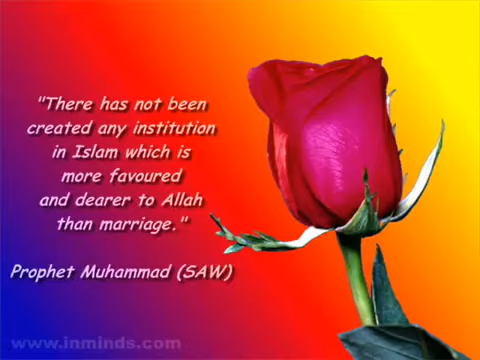 "There has not been
created any institution
in Islam which is
more favoured
and dearer to Allah
than marriage."
Prophet Muhammad (SAW)
www.inminds.com